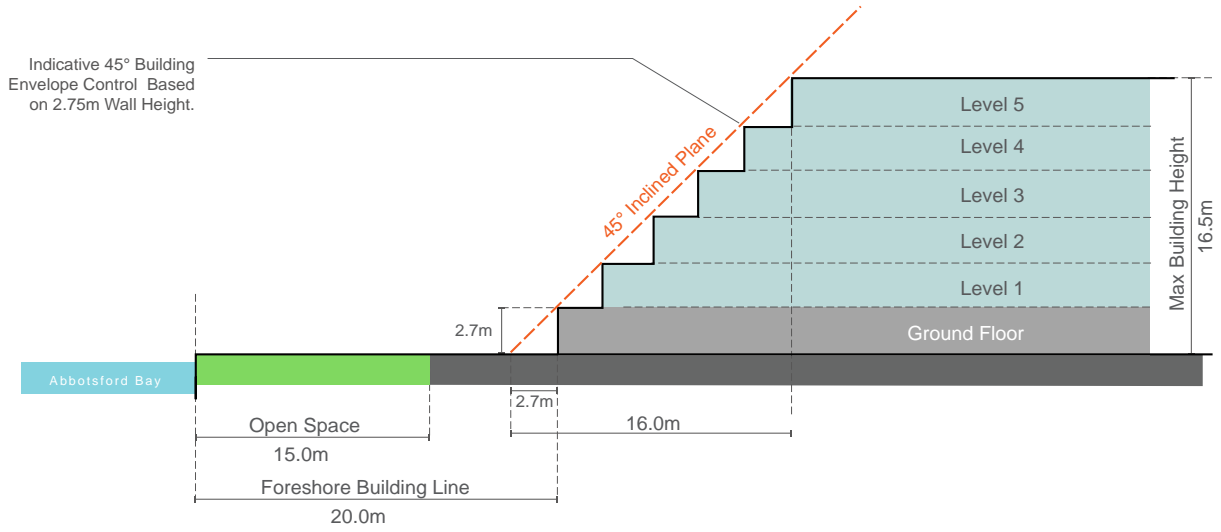 Indicative 45° Building
Envelope Control Based
on 2.75m Wall Height.
45° Inclined Plane
Level 5
Level 4
Level 3
Level 2
Level 1
Ground Floor
Max Building Height
16.5m
2.7m
Abbotsford Bay
2.7m
Open Space
15.0m
16.0m
Foreshore Building Line
20.0m